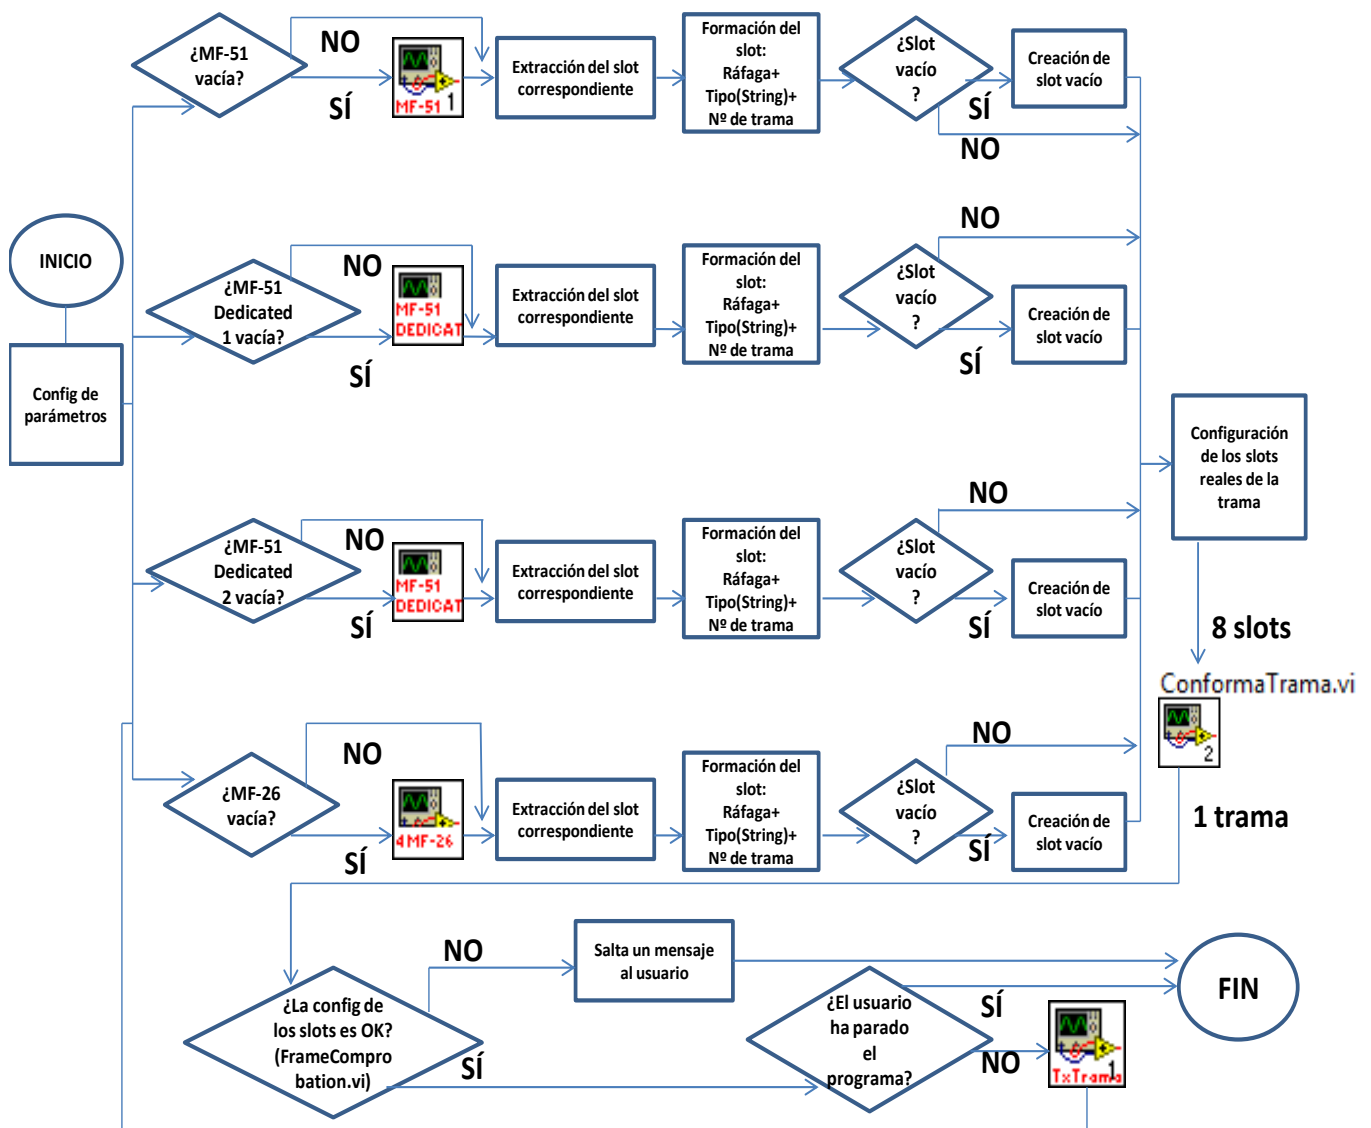 ¿MF-51
vacía?
NO
SÍ
MF-51 1
Extracción del slot
correspondiente
Formación del
slot:
Ráfaga+
Tipo(String)+
Nº de trama
¿Slot
vacío
?
SÍ
NO
Creación de
slot vacío
INICIO
Config de
parámetros
¿MF-51
Dedicated
1 vacía?
NO
SÍ
MF-51
DEDICAT
Extracción del slot
correspondiente
Formación del
slot:
Ráfaga+
Tipo(String)+
Nº de trama
¿Slot
vacío
?
NO
SÍ
Creación de
slot vacío
Configuración
de los slots
reales de la
trama
¿MF-51
Dedicated
2 vacía?
NO
SÍ
MF-51
DEDICAT
Extracción del slot
correspondiente
Formación del
slot:
Ráfaga+
Tipo(String)+
Nº de trama
¿Slot
vacío
?
NO
SÍ
Creación de
slot vacío
8 slots
ConformaTrama.vi
2
1 trama
¿MF-26
vacía?
NO
SÍ
4MF-26
Extracción del slot
correspondiente
Formación del
slot:
Ráfaga+
Tipo(String)+
Nº de trama
¿Slot
vacío
?
NO
SÍ
Creación de
slot vacío
¿La config de
los slots es OK?
(FrameCompro
bation.vi)
NO
SÍ
Salta un mensaje
al usuario
¿El usuario
ha parado
el
programa?
SÍ
NO
1
TxTrama
FIN